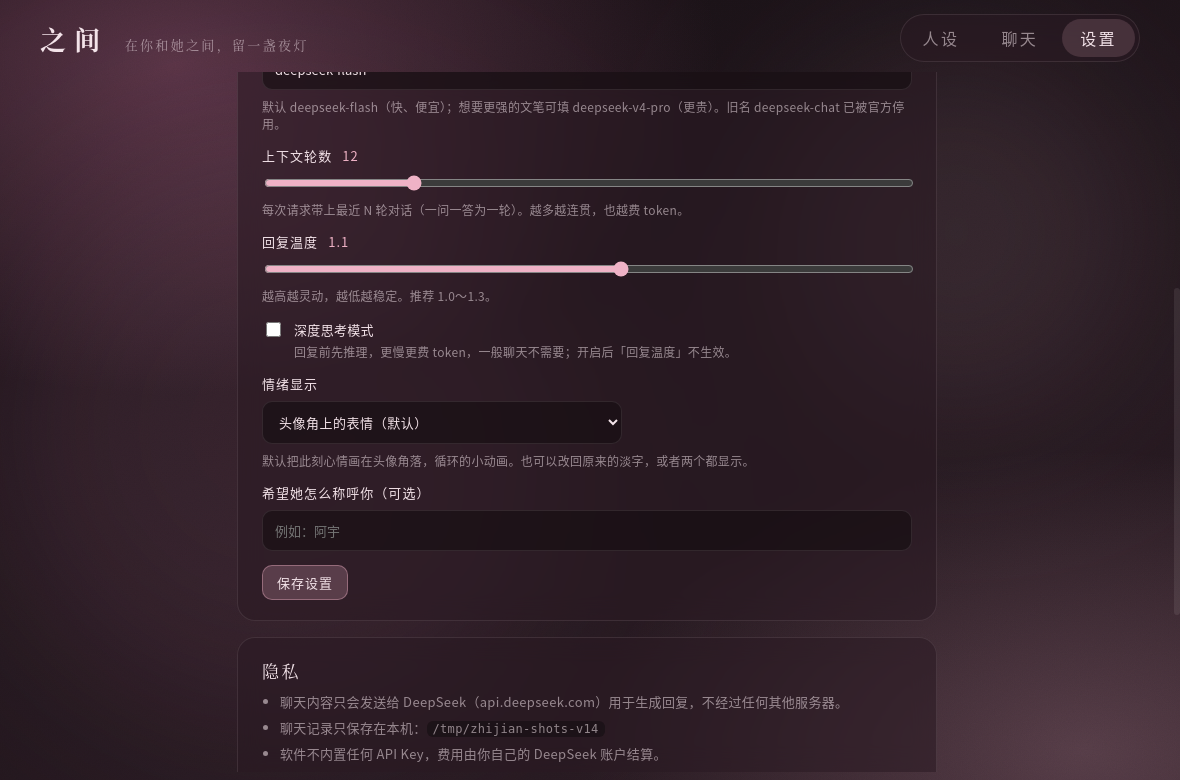 之间
在你和她之间，留一盏夜灯
人设
聊天
设置
deepseek-flash
默认 deepseek-flash（快、便宜）；想要更强的文笔可填 deepseek-v4-pro（更贵）。旧名 deepseek-chat 已被官方停
用。
上下文轮数 12
每次请求带上最近 N 轮对话（一问一答为一轮）。越多越连贯，也越费 token。
回复温度 1.1
越高越灵动，越低越稳定。推荐 1.0～1.3。
深度思考模式
回复前先推理，更慢更费 token，一般聊天不需要；开启后「回复温度」不生效。
情绪显示
头像角上的表情（默认）
默认把此刻心情画在头像角落，循环的小动画。也可以改回原来的淡字，或者两个都显示。
希望她怎么称呼你（可选）
例如：阿宇
保存设置
隐私
聊天内容只会发送给 DeepSeek（api.deepseek.com）用于生成回复，不经过任何其他服务器。
聊天记录只保存在本机： /tmp/zhijian-shots-v14
软件不内置任何 API Key，费用由你自己的 DeepSeek 账户结算。